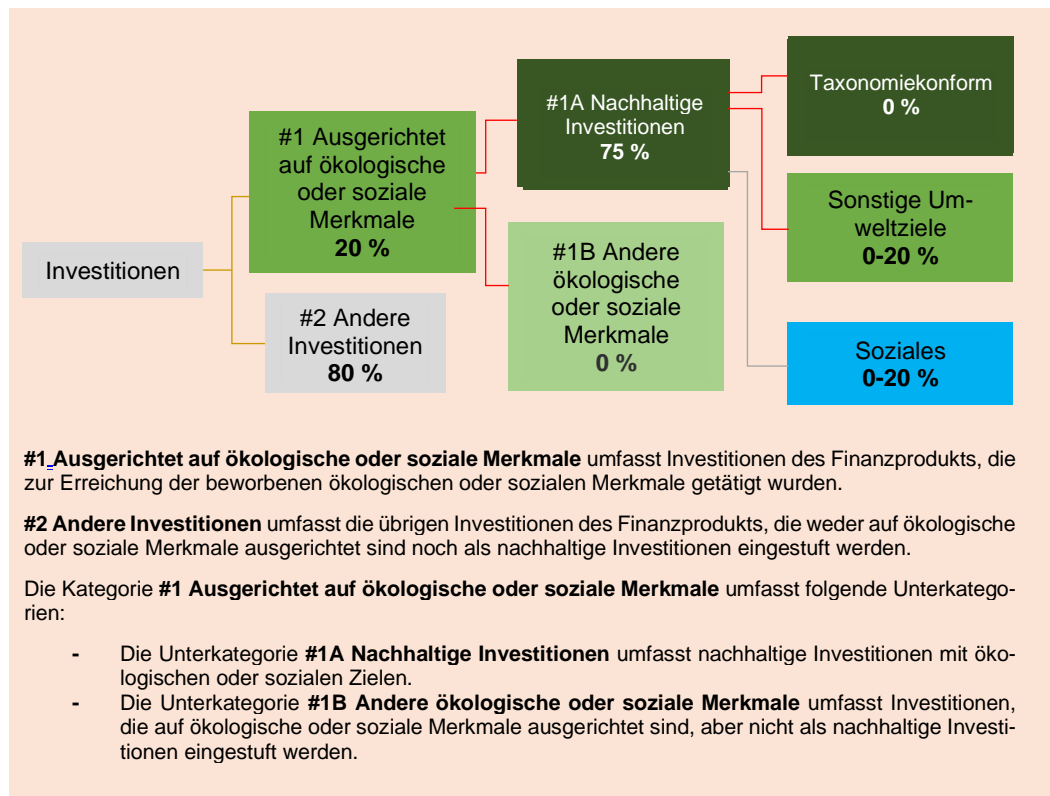 Investitionen
#1 Ausgerichtet
auf ökologische
oder soziale
Merkmale
20 %
#2 Andere
Investitionen
80 %
#1A Nachhaltige
Investitionen
75 %
#1B Andere
ökologische
oder soziale
Merkmale
0 %
Taxonomiekonform
0 %
Sonstige Um-
weltziele
0-20 %
Soziales
0-20 %
#1 Ausgerichtet auf ökologische oder soziale Merkmale umfasst Investitionen des Finanzprodukts, die
zur Erreichung der beworbenen ökologischen oder sozialen Merkmale getätigt wurden.
#2 Andere Investitionen umfasst die übrigen Investitionen des Finanzprodukts, die weder auf ökologische
oder soziale Merkmale ausgerichtet sind noch als nachhaltige Investitionen eingestuft werden.
Die Kategorie #1 Ausgerichtet auf ökologische oder soziale Merkmale umfasst folgende Unterkatego-
rien:
- Die Unterkategorie #1A Nachhaltige Investitionen umfasst nachhaltige Investitionen mit öko-
logischen oder sozialen Zielen.
- Die Unterkategorie #1B Andere ökologische oder soziale Merkmale umfasst Investitionen,
die auf ökologische oder soziale Merkmale ausgerichtet sind, aber nicht als nachhaltige Investi-
tionen eingestuft werden.